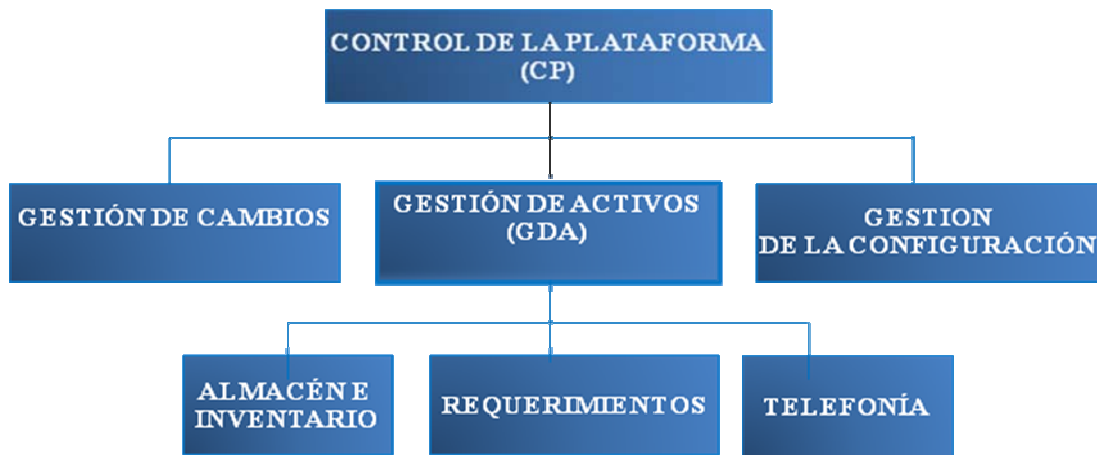 CONTROL DE LA PLATAFORMA
(CP)
GESTIÓN DE CAMBIOS
GESTIÓN DE ACTIVOS
(GDA)
GESTION
DE LA CONFIGURACIÓN
ALMACÉN E
INVENTARIO
REQUERIMIENTOS
TELEFONÍA